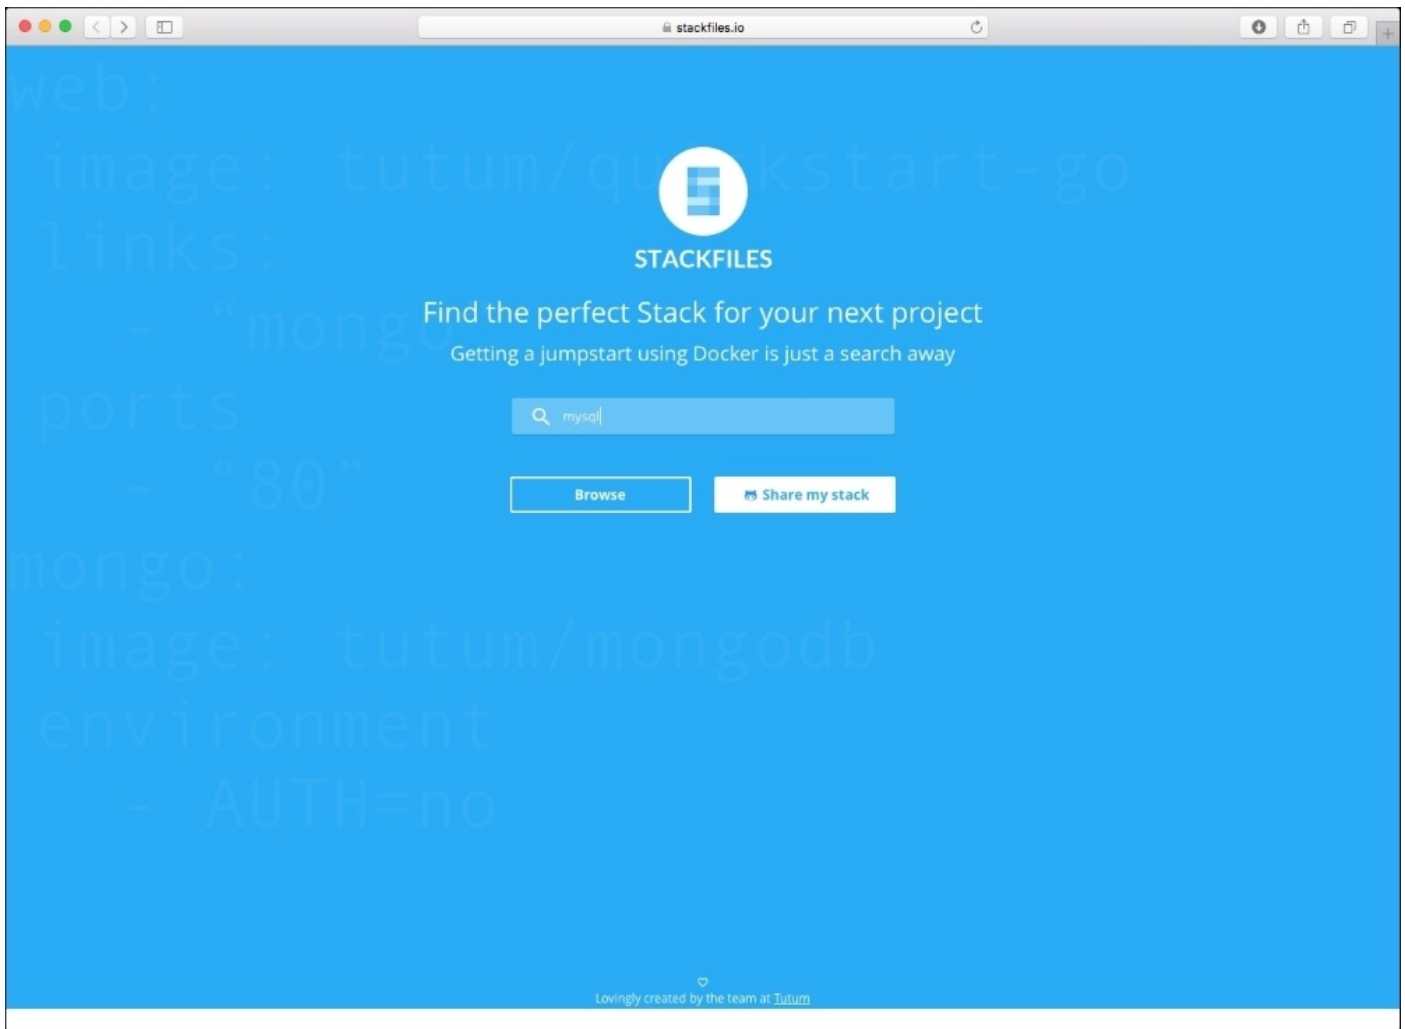 stackfiles.io
web:
image: tutum/quickstart-go
links:
- “mongo
ports
- “80”
mongo:
image: tutum/mongodb
environment
- AUTH=no
STACKFILES
Find the perfect Stack for your next project
Getting a jumpstart using Docker is just a search away
mysql
Browse
Share my stack
Lovingly created by the team at Tutum